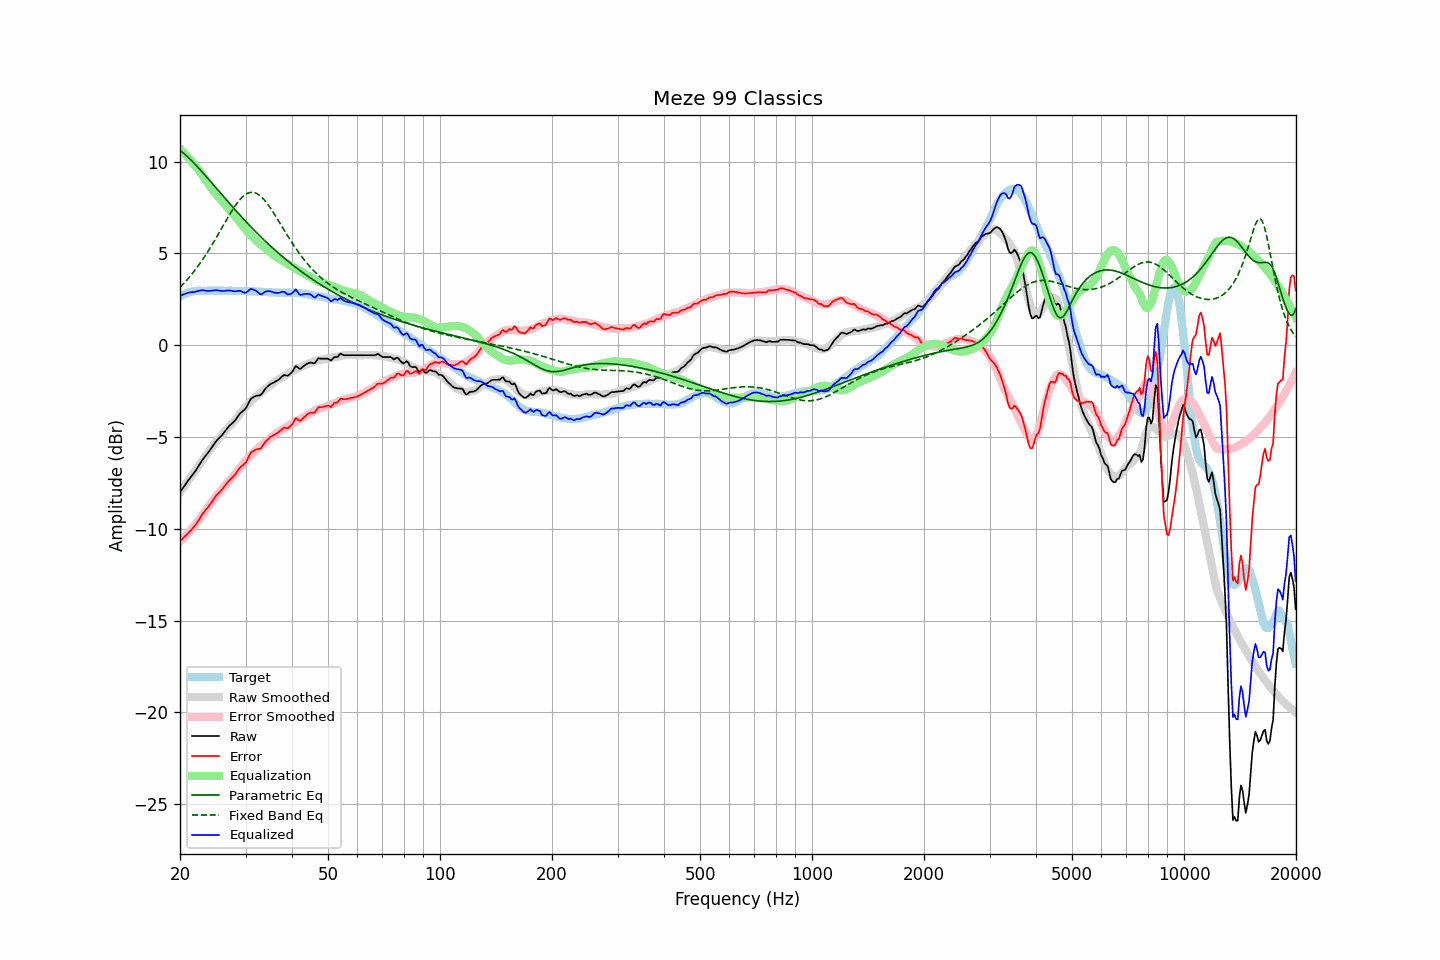 Meze 99 Classics
Amplitude (dBr)
10
5
0
−5
−10
−15
−20
−25
Target
Raw Smoothed
Error Smoothed
Raw
Error
Equalization
Parametric Eq
Fixed Band Eq
Equalized
20 50 100 200 500 1000 2000 5000 10000 20000
Frequency (Hz)